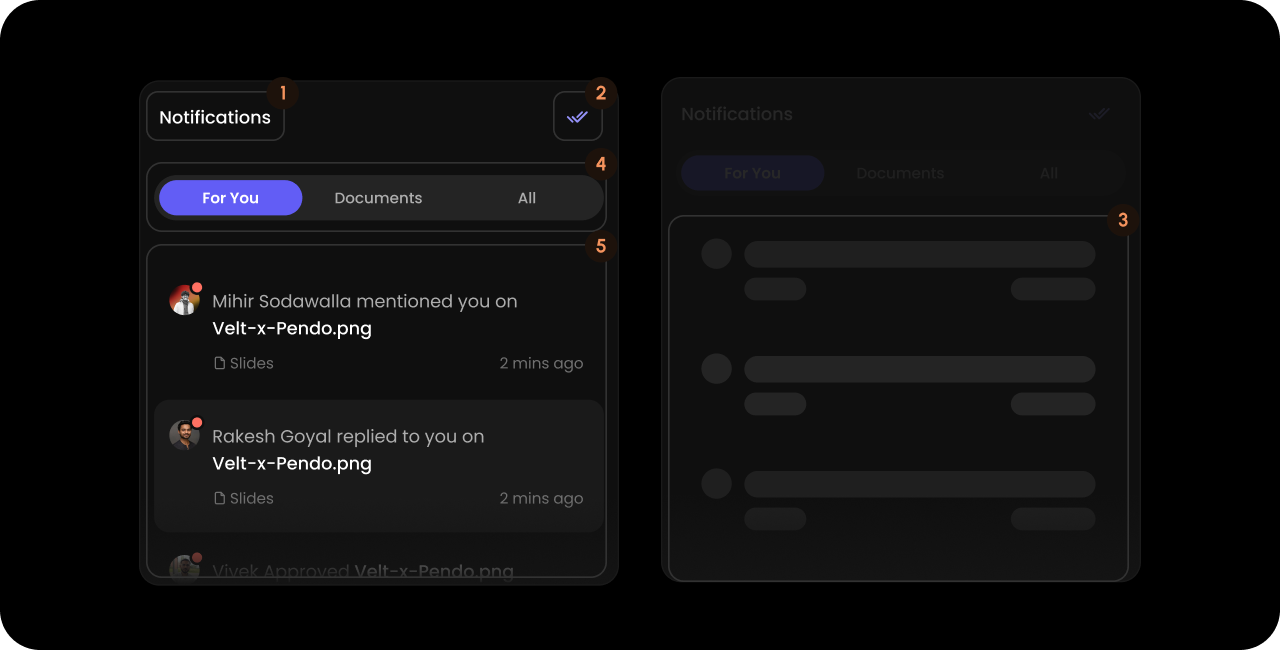 1
Notifications
2
4
For You Documents All
5
Mihir Sodawalla mentioned you on
Velt-x-Pendo.png
Slides 2 mins ago
Rakesh Goyal replied to you on
Velt-x-Pendo.png
Slides 2 mins ago
Vivek Approved Velt-x-Pendo.png
Notifications
For You Documents All
3